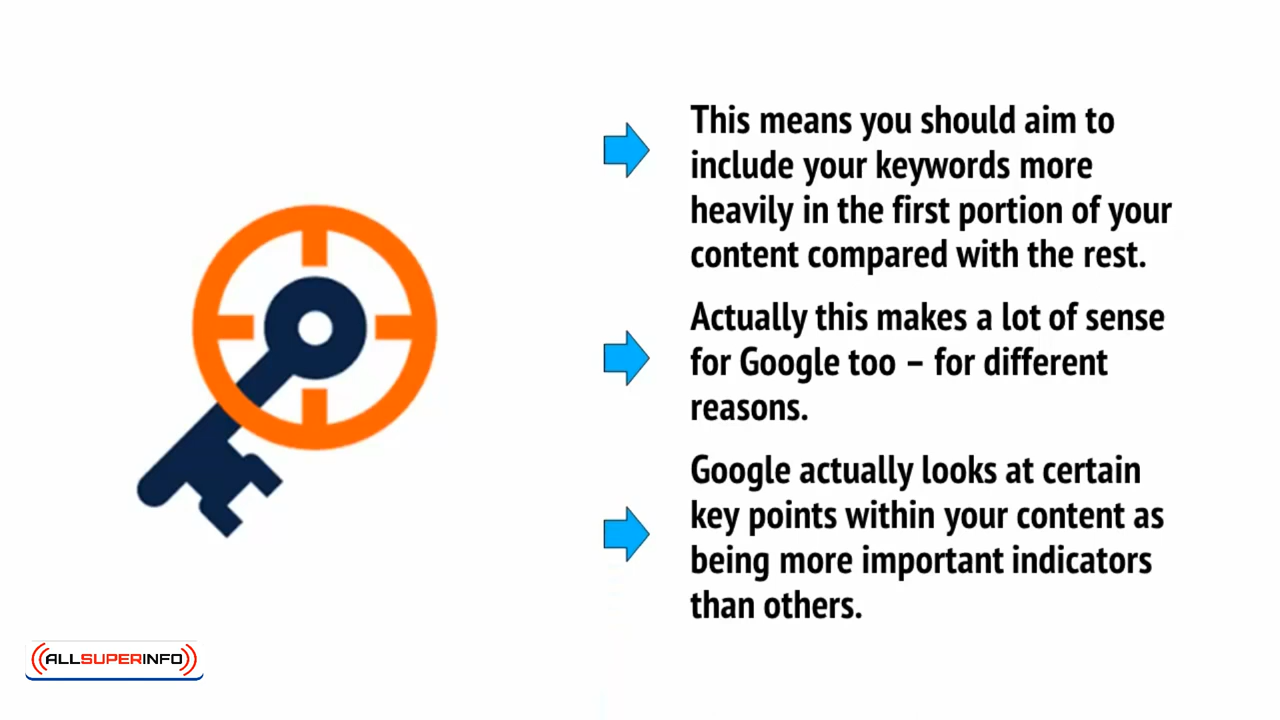 This means you should aim to
include your keywords more
heavily in the first portion of your
content compared with the rest.
Actually this makes a lot of sense
for Google too – for different
reasons.
Google actually looks at certain
key points within your content as
being more important indicators
than others.
ALLSUPERINFO